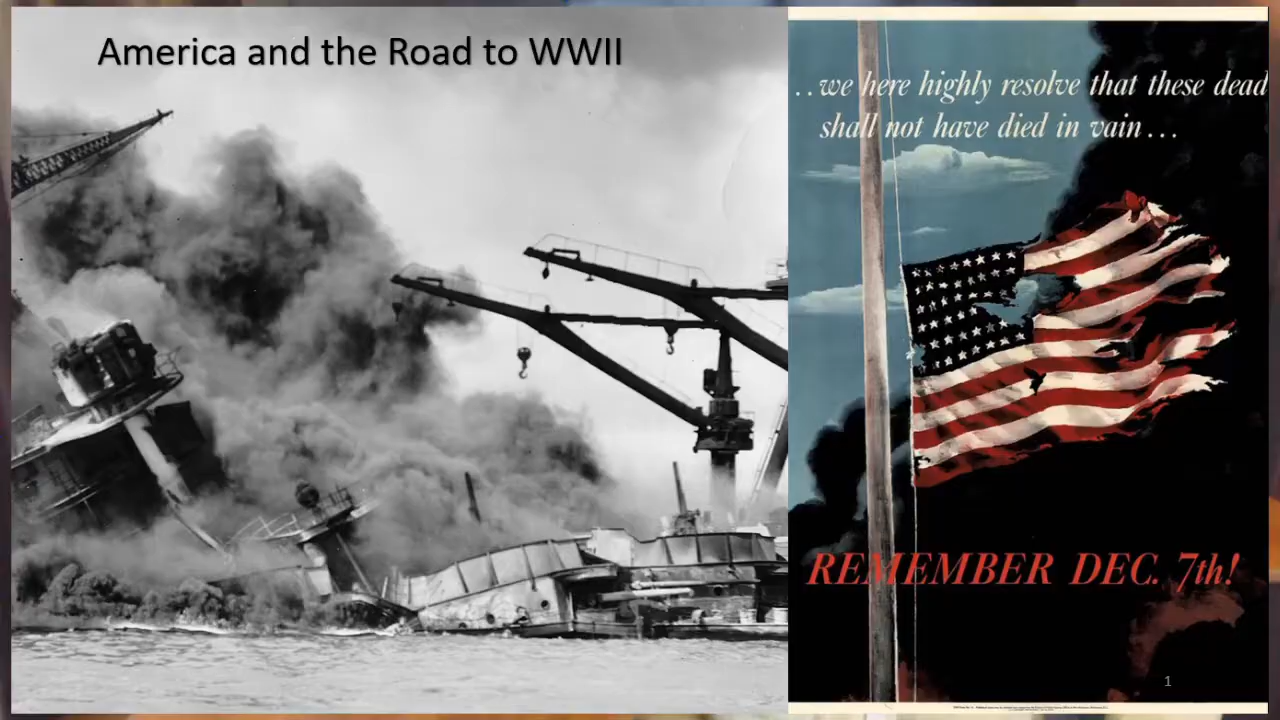 America and the Road to WWII
..we here highly resolve that these dead
shall not have died in vain...
REMEMBER DEC. 7th!
1